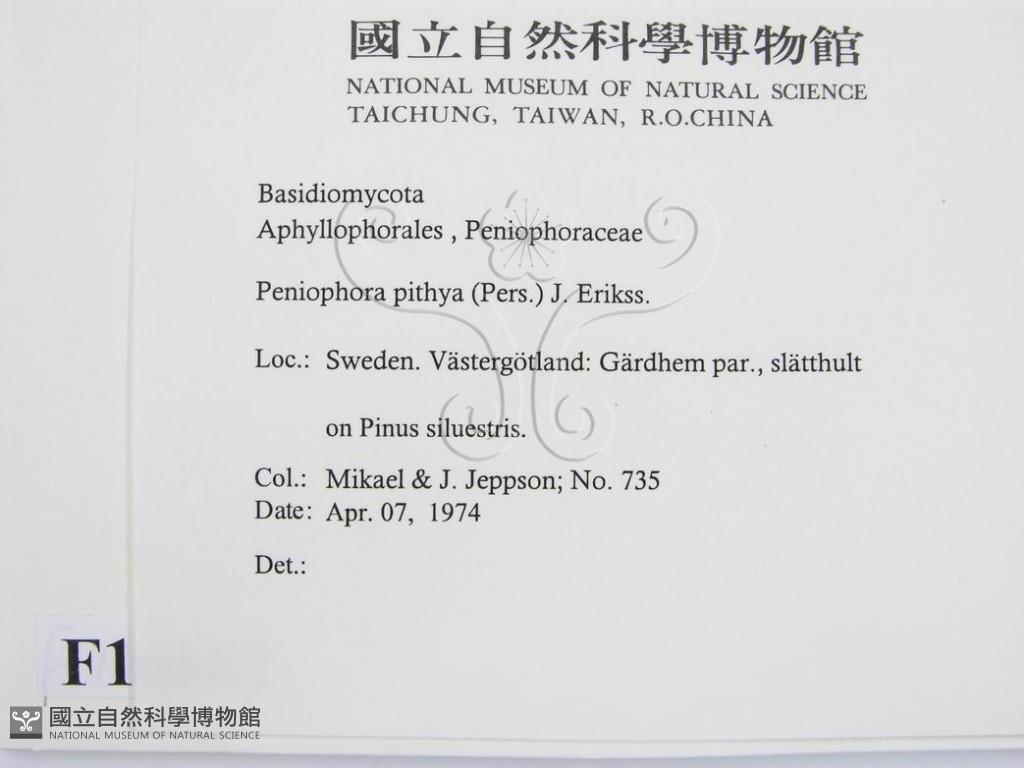 國立自然科學博物館
NATIONAL MUSEUM OF NATURAL SCIENCE
TAICHUNG, TAIWAN, R.O.CHINA
Basidiomycota
Aphyllophorales , Peniophoraceae
Peniophora pithya (Pers.) J. Erikss.
Loc.: Sweden. Västergötland: Gärdhem par., slätthult
on Pinus siluestris.
Col.: Mikael & J. Jeppson; No. 735
Date: Apr. 07, 1974
Det.:
F1
國立自然科學博物館
NATIONAL MUSEUM OF NATURAL SCIENCE